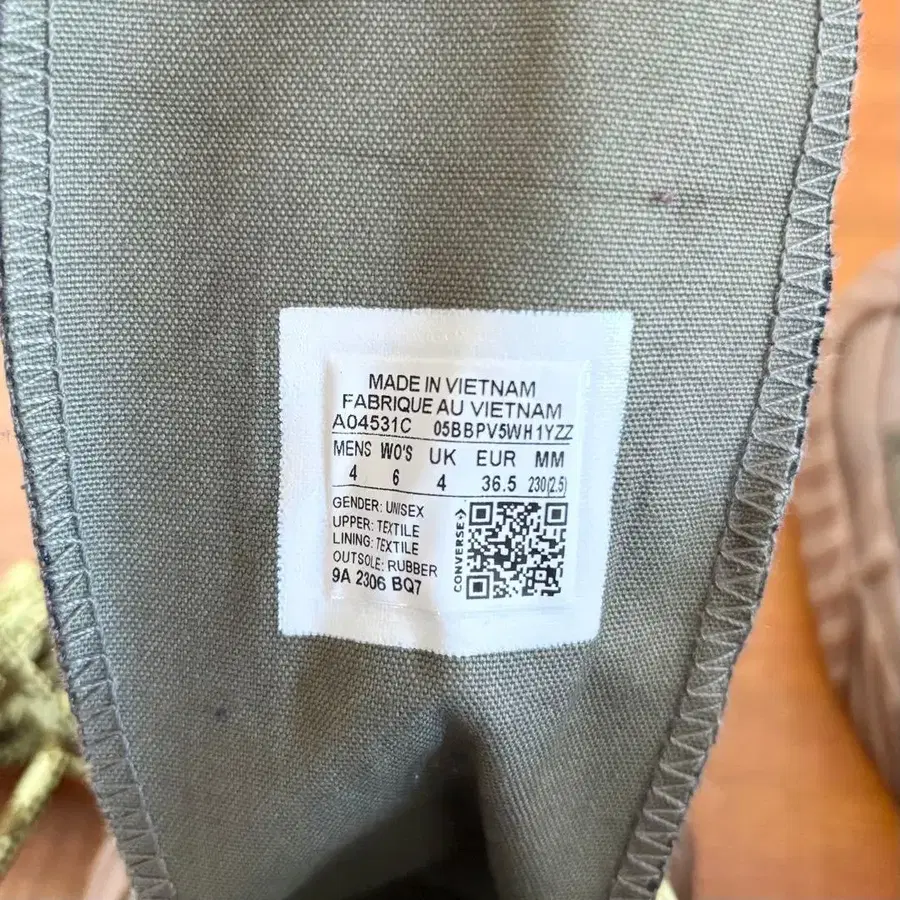 MADE IN VIETNAM
FABRIQUE AU VIETNAM
A04531C 05BBPV5WH1YZZ
MENS WO'S UK EUR MM
4 6 4 36.5 230(2.5)
GENDER: UNISEX
UPPER: TEXTILE
LINING: TEXTILE
OUTSOLE: RUBBER
9A 2306 BQ7
CONVERSE